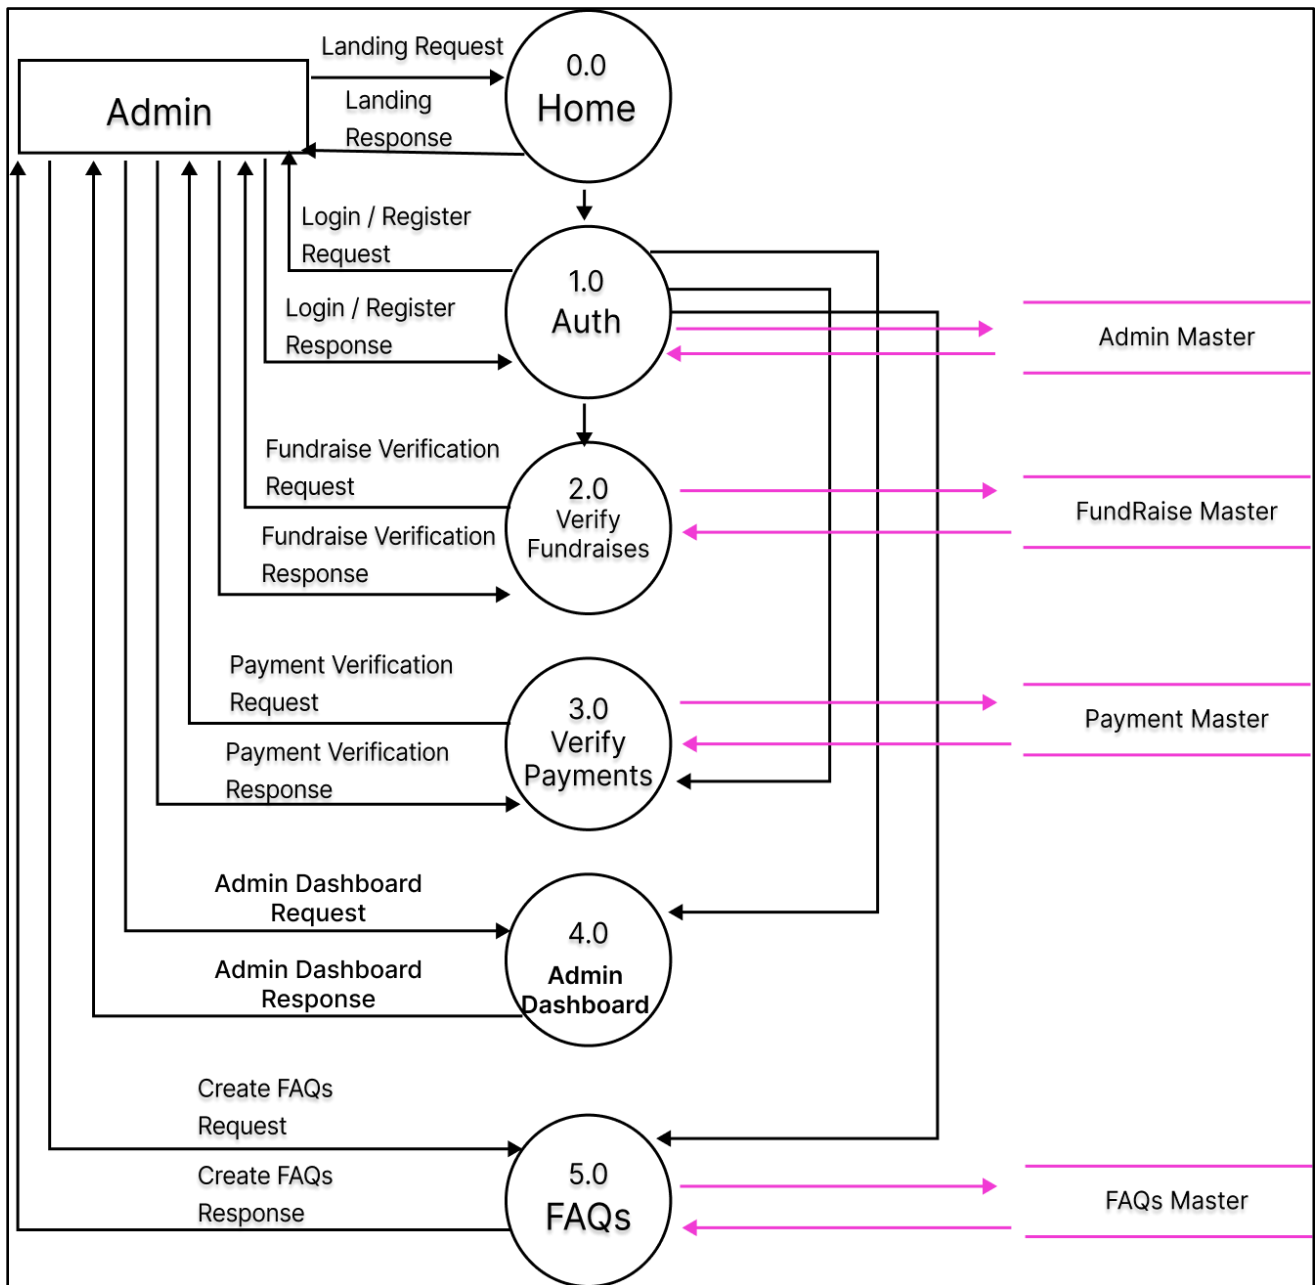 Landing Request
0.0
Home
Admin
Landing
Response
Login / Register
Request
1.0
Auth
Login / Register
Response
Admin Master
Fundraise Verification
Request
2.0
Verify
Fundraises
FundRaise Master
Fundraise Verification
Response
Payment Verification
Request
3.0
Verify
Payments
Payment Master
Payment Verification
Response
Admin Dashboard
Request
4.0
Admin
Dashboard
Admin Dashboard
Response
Create FAQs
Request
5.0
FAQs
FAQs Master
Create FAQs
Response